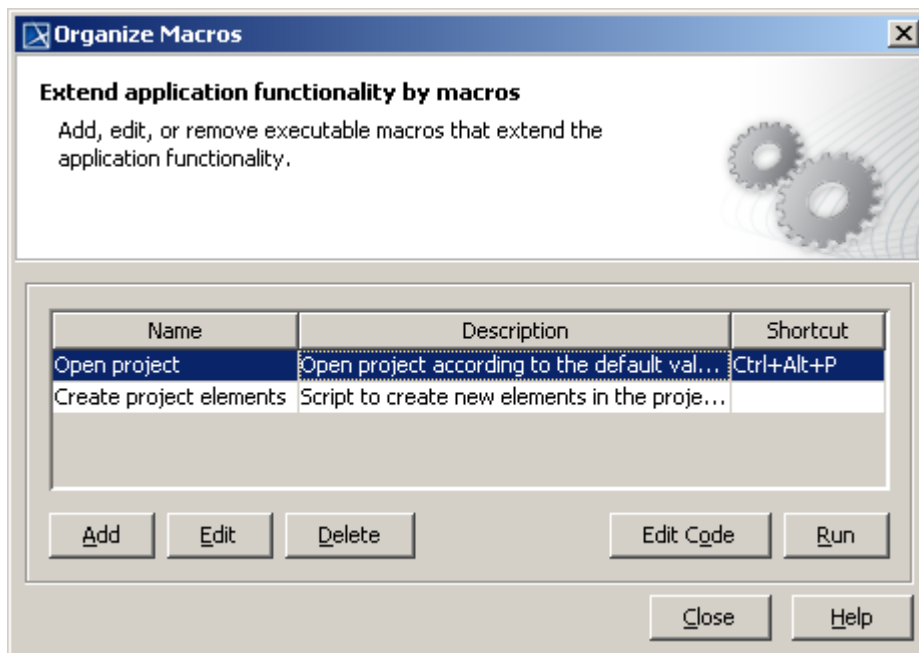 Organize Macros
Extend application functionality by macros
Add, edit, or remove executable macros that extend the
application functionality.
Name Description Shortcut
Open project Open project according to the default val... Ctrl+Alt+P
Create project elements Script to create new elements in the proje...
Add Edit Delete Edit Code Run
Close Help